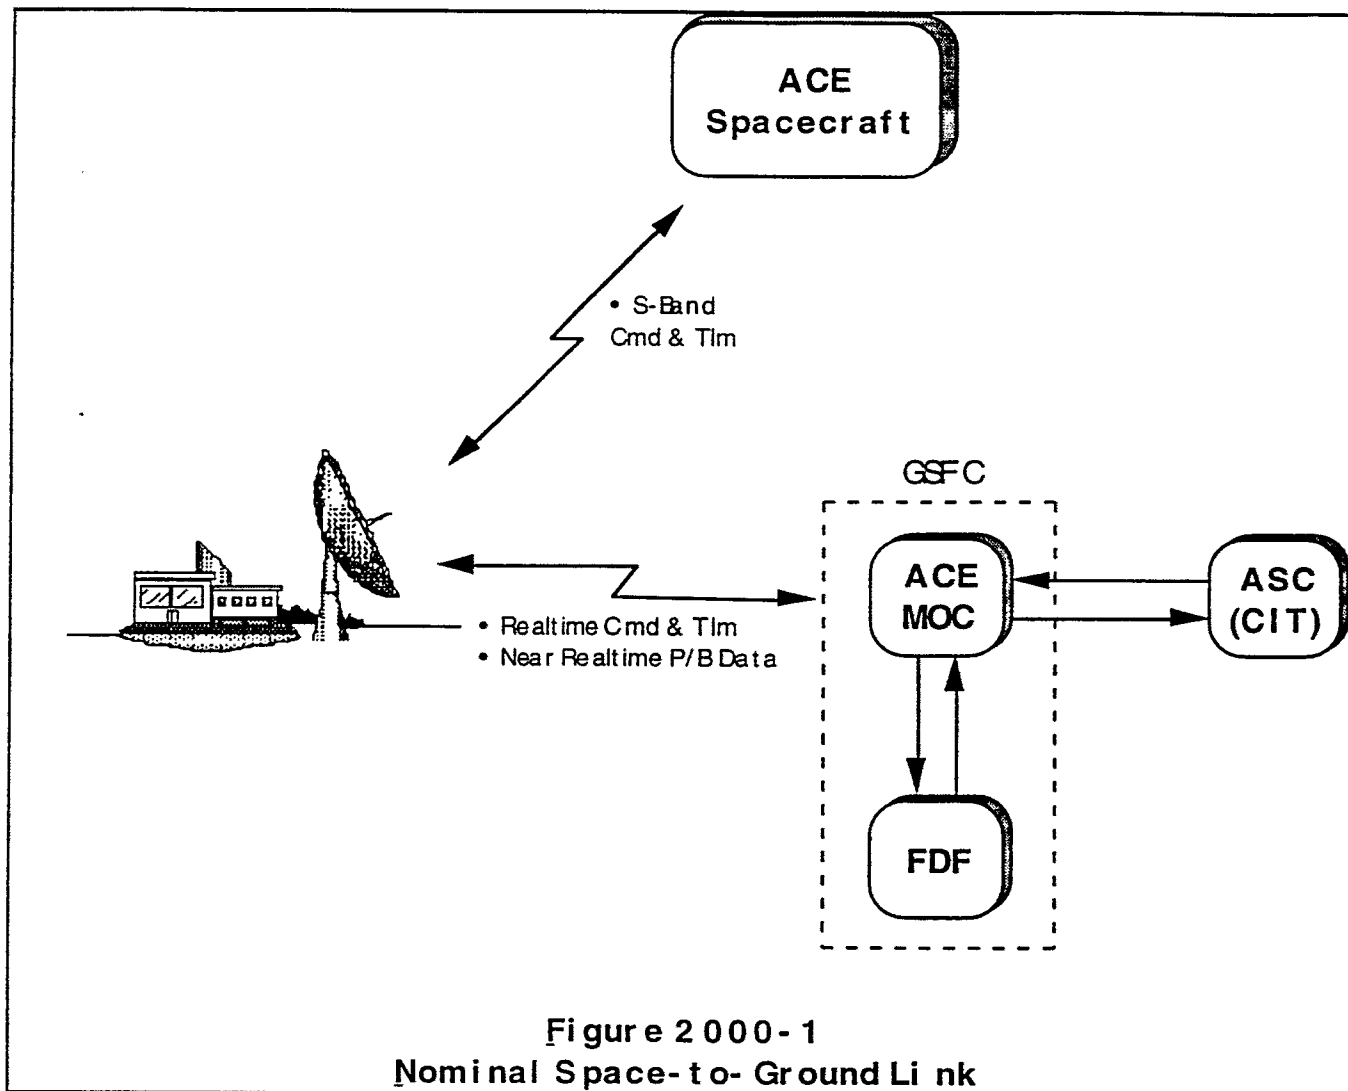 ACE
Spacecraft
• S-Band
Cmd & Tlm
GSFC
ACE
MOC
ASC
(CIT)
• Realtime Cmd & Tlm
• Near Realtime P/B Data
FDF
Figure 2000-1
Nominal Space-to-Ground Link